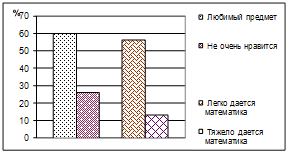 %
70
60
50
40
30
20
10
0
Любимый предмет
Не очень нравится
Легко дается
математика
Тяжело дается
математика